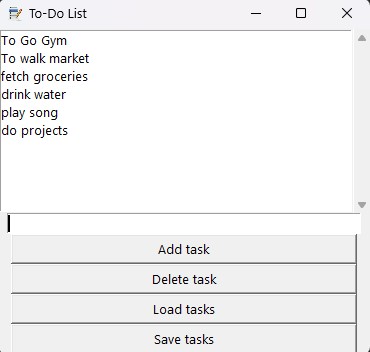 To-Do List
To Go Gym
To walk market
fetch groceries
drink water
play song
do projects
Add task
Delete task
Load tasks
Save tasks